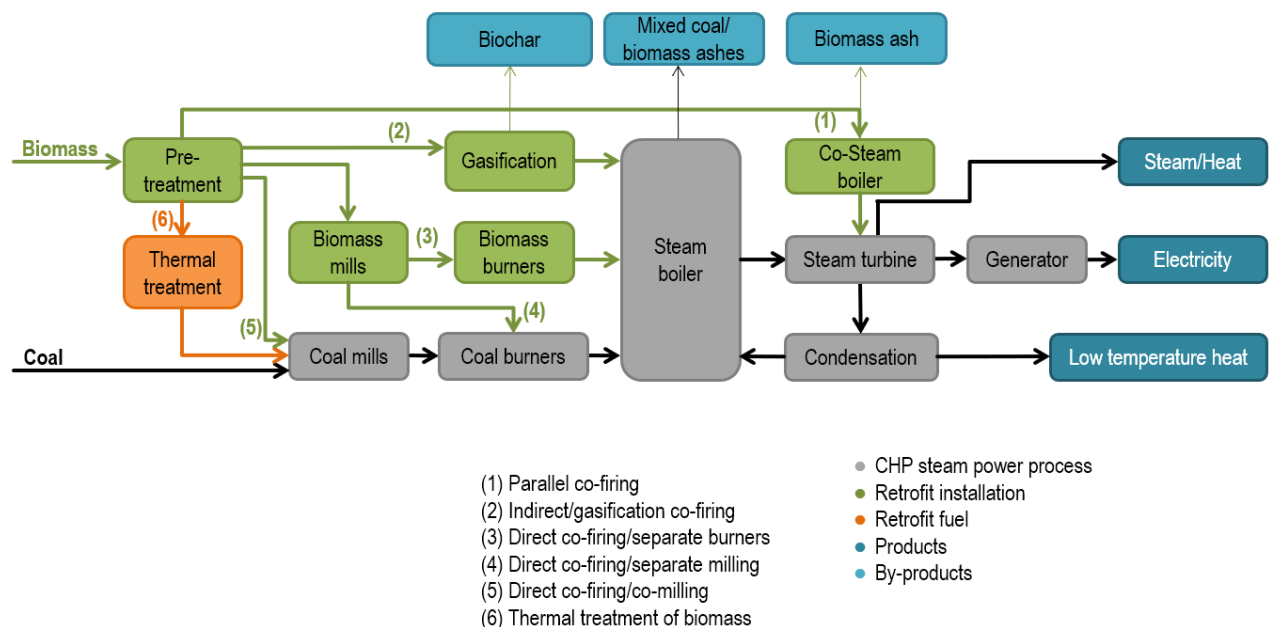 Biochar
Mixed coal/
biomass ashes
Biomass ash
(1)
(2)
Biomass
Pre-
treatment
Gasification
Co-Steam
boiler
Steam/Heat
(6)
Thermal
treatment
Biomass
mills
(3)
Biomass
burners
Steam
boiler
Steam turbine
Generator
Electricity
(4)
(5)
Coal
Coal mills
Coal burners
Condensation
Low temperature heat
(1) Parallel co-firing
(2) Indirect/gasification co-firing
(3) Direct co-firing/separate burners
(4) Direct co-firing/separate milling
(5) Direct co-firing/co-milling
(6) Thermal treatment of biomass
CHP steam power process
Retrofit installation
Retrofit fuel
Products
By-products